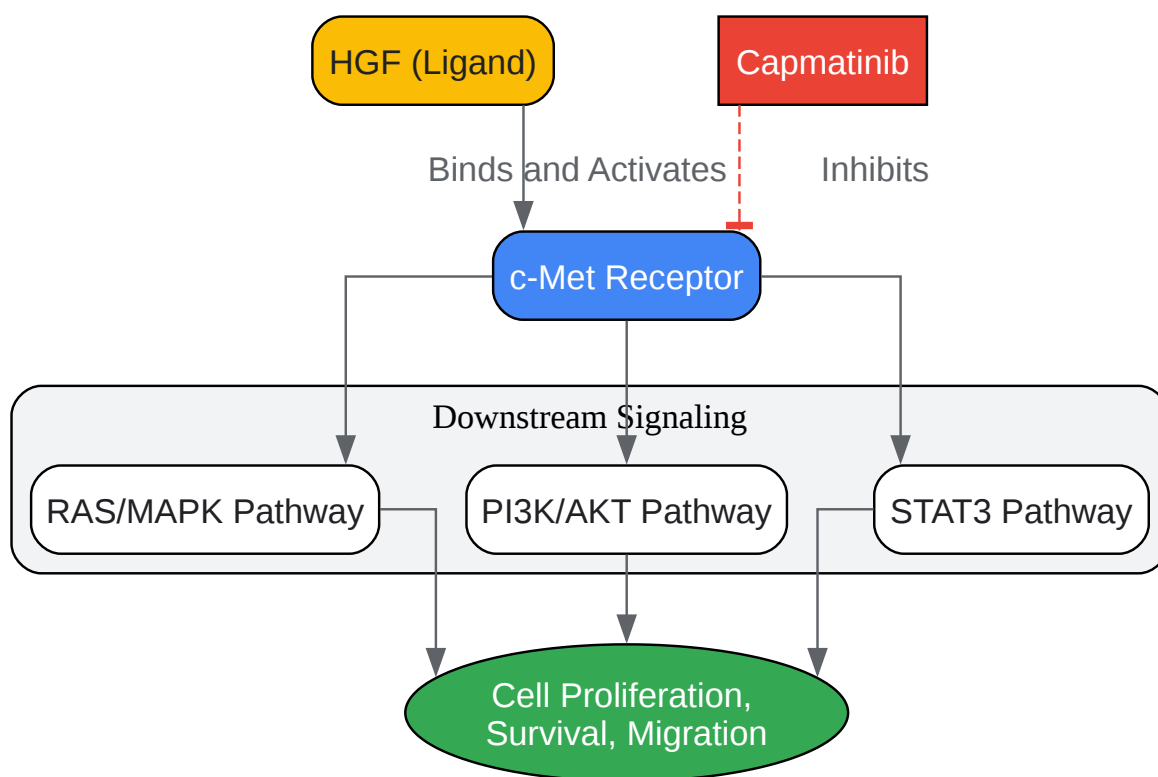 HGF (Ligand)
Capmatinib
Binds and Activates
Inhibits
c-Met Receptor
Downstream Signaling
RAS/MAPK Pathway
PI3K/AKT Pathway
STAT3 Pathway
Cell Proliferation,
Survival, Migration